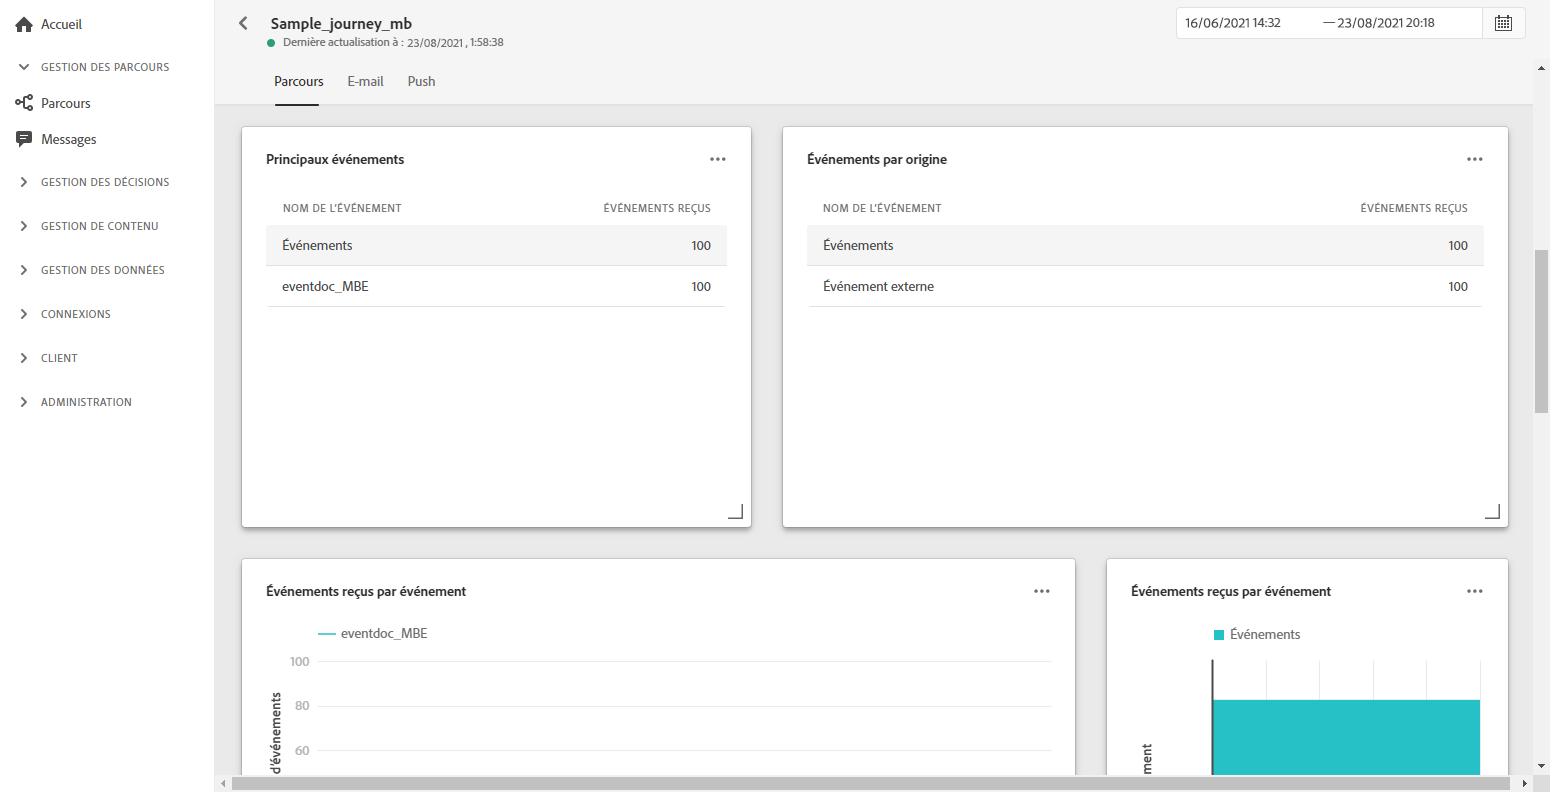 Accueil
GESTION DES PARCOURS
Parcours
Messages
GESTION DES DÉCISIONS
GESTION DE CONTENU
GESTION DES DONNÉES
CONNEXIONS
CLIENT
ADMINISTRATION
Sample_journey_mb
Dernière actualisation à : 23/08/2021 , 1:58:38
16/06/2021 14:32 — 23/08/2021 20:18
Parcours E-mail Push
Principaux événements
NOM DE L'ÉVÉNEMENT ÉVÉNEMENTS REÇUS
Événements 100
eventdoc_MBE 100
Événements par origine
NOM DE L'ÉVÉNEMENT ÉVÉNEMENTS REÇUS
Événements 100
Événement externe 100
Événements reçus par événement
eventdoc_MBE
100
80
60
d'événements
Événements reçus par événement
Événements
ment